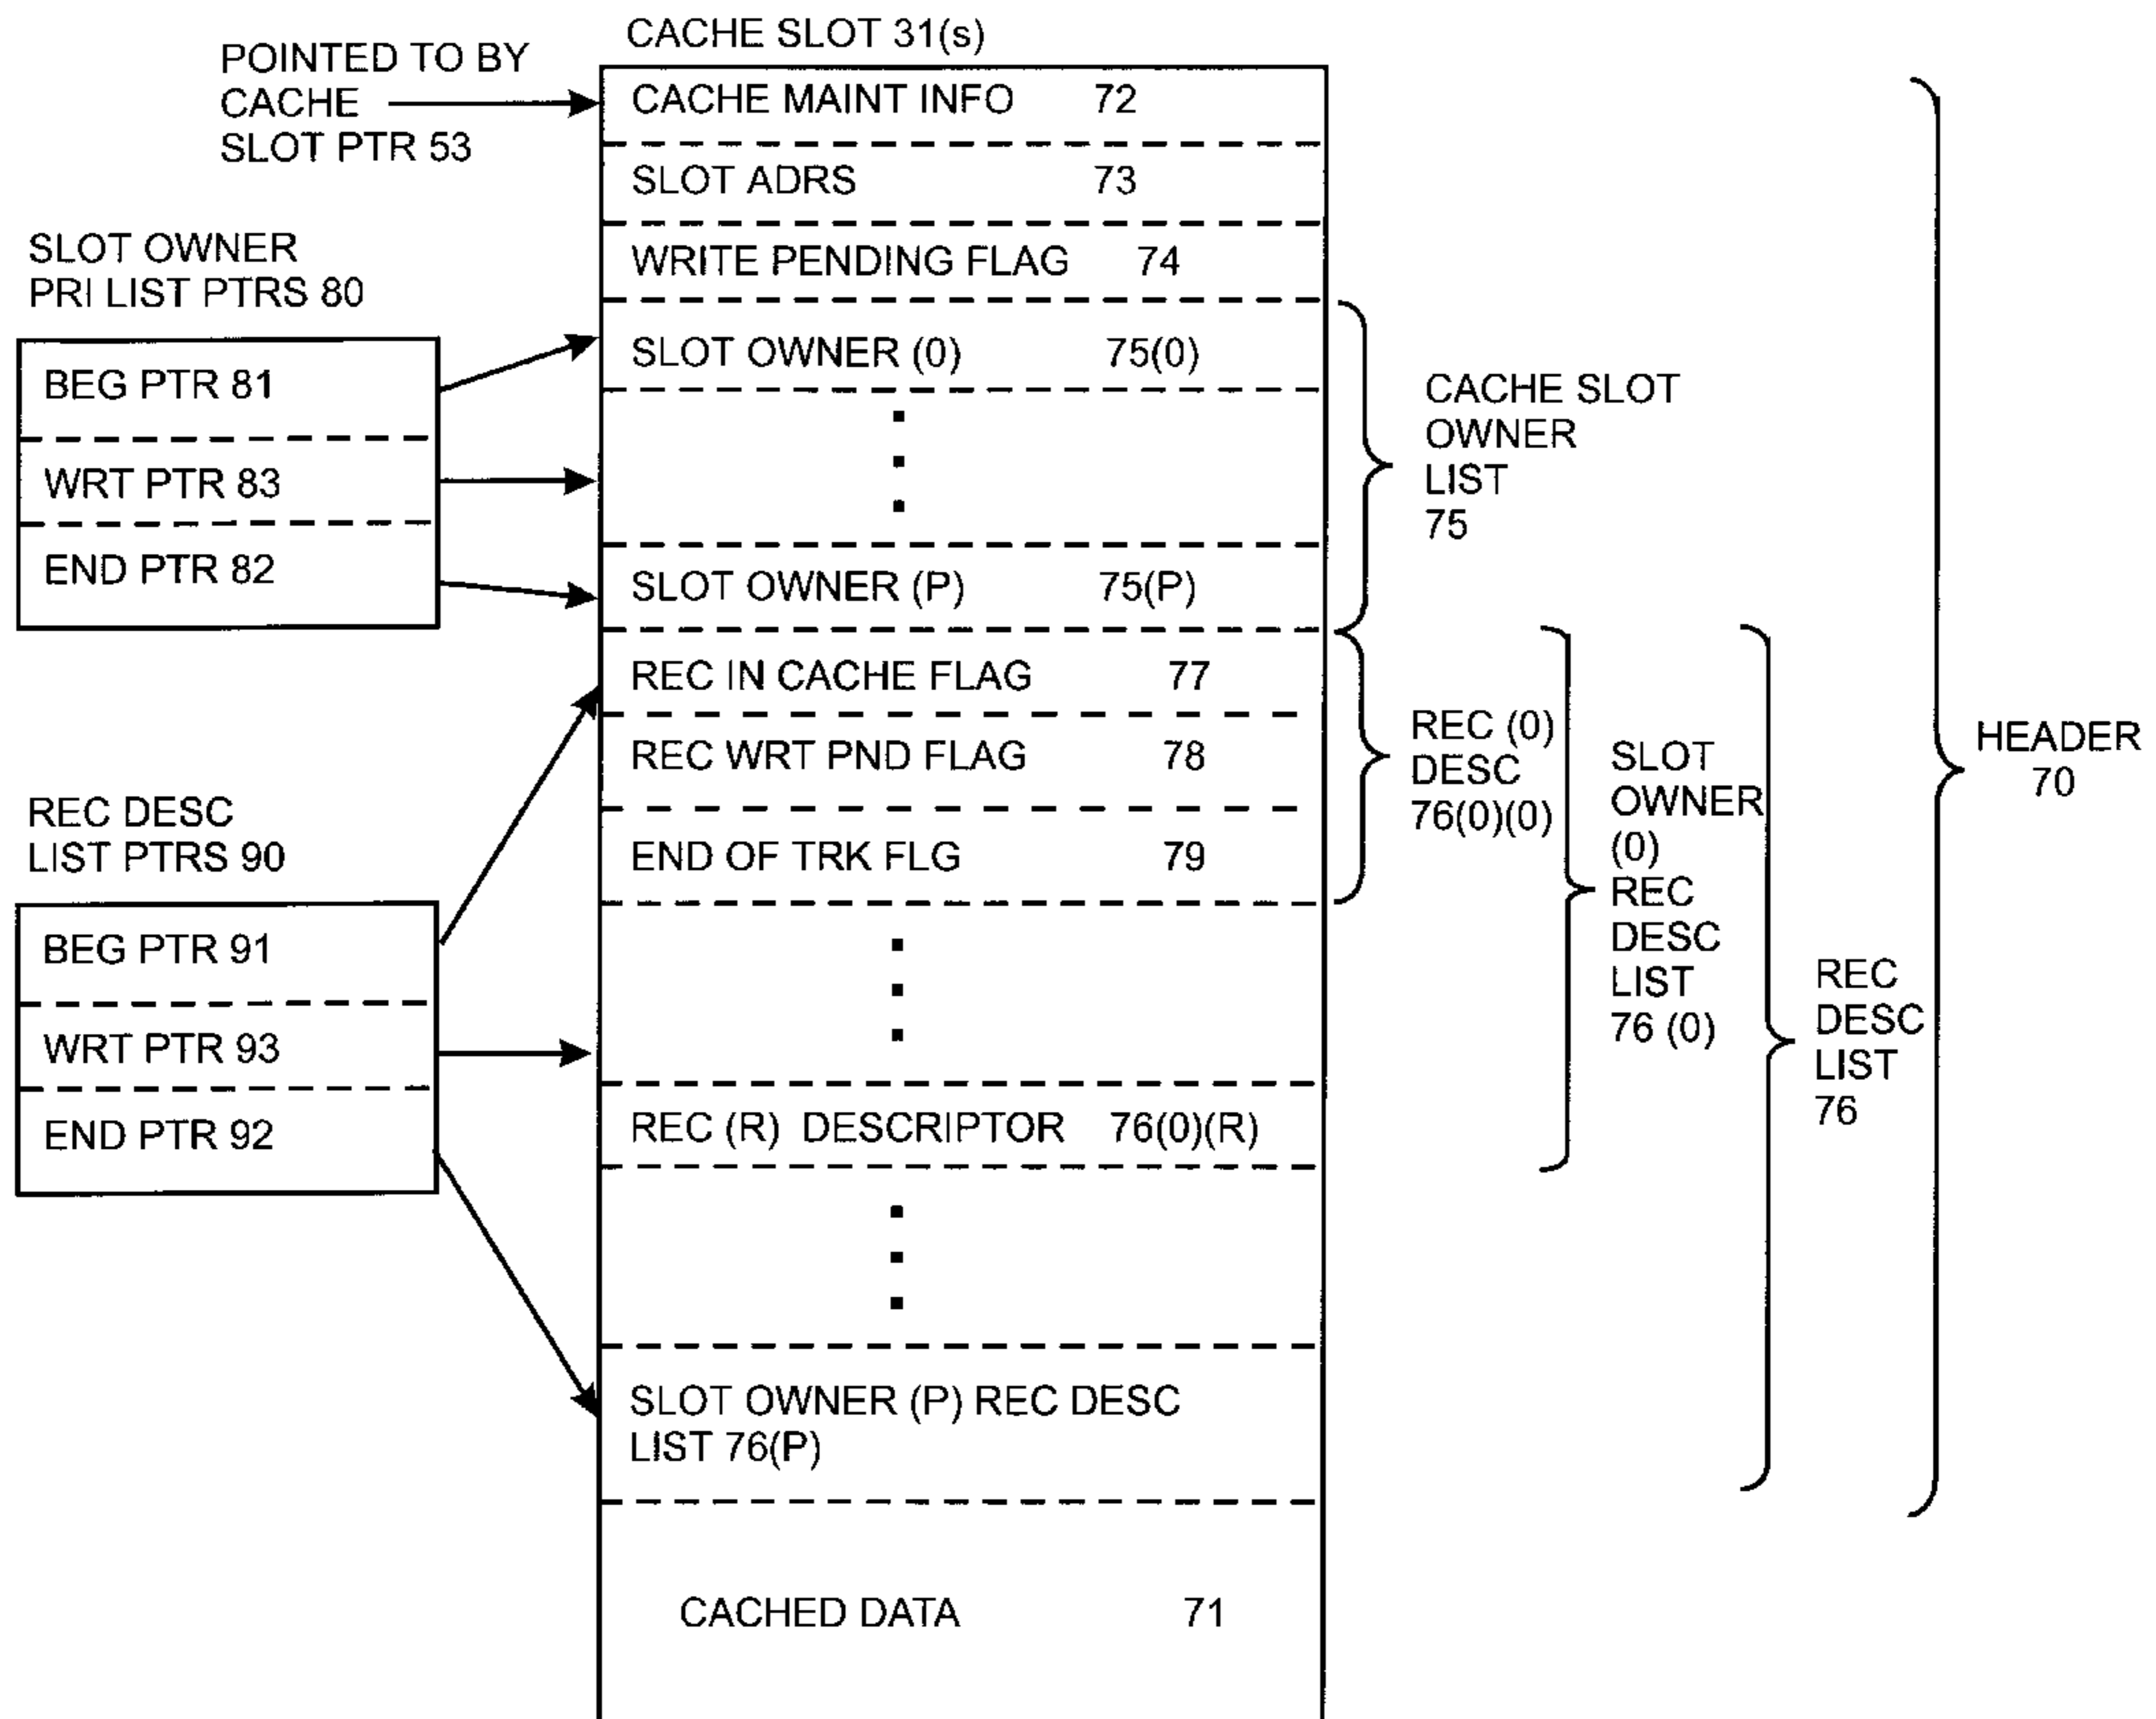 CACHE SLOT 31(s)
POINTED TO BY
CACHE
SLOT PTR 53
CACHE MAINT INFO 72
SLOT ADRS 73
WRITE PENDING FLAG 74
SLOT OWNER
PRI LIST PTRS 80
BEG PTR 81
WRT PTR 83
END PTR 82
SLOT OWNER (0) 75(0)
SLOT OWNER (P) 75(P)
CACHE SLOT
OWNER
LIST
75
REC IN CACHE FLAG 77
REC WRT PND FLAG 78
END OF TRK FLG 79
REC (0)
DESC
76(0)(0)
SLOT
OWNER
(0)
REC
DESC
LIST
76 (0)
REC
DESC
LIST
76
HEADER
70
REC DESC
LIST PTRS 90
BEG PTR 91
WRT PTR 93
END PTR 92
REC (R) DESCRIPTOR 76(0)(R)
SLOT OWNER (P) REC DESC
LIST 76(P)
CACHED DATA 71